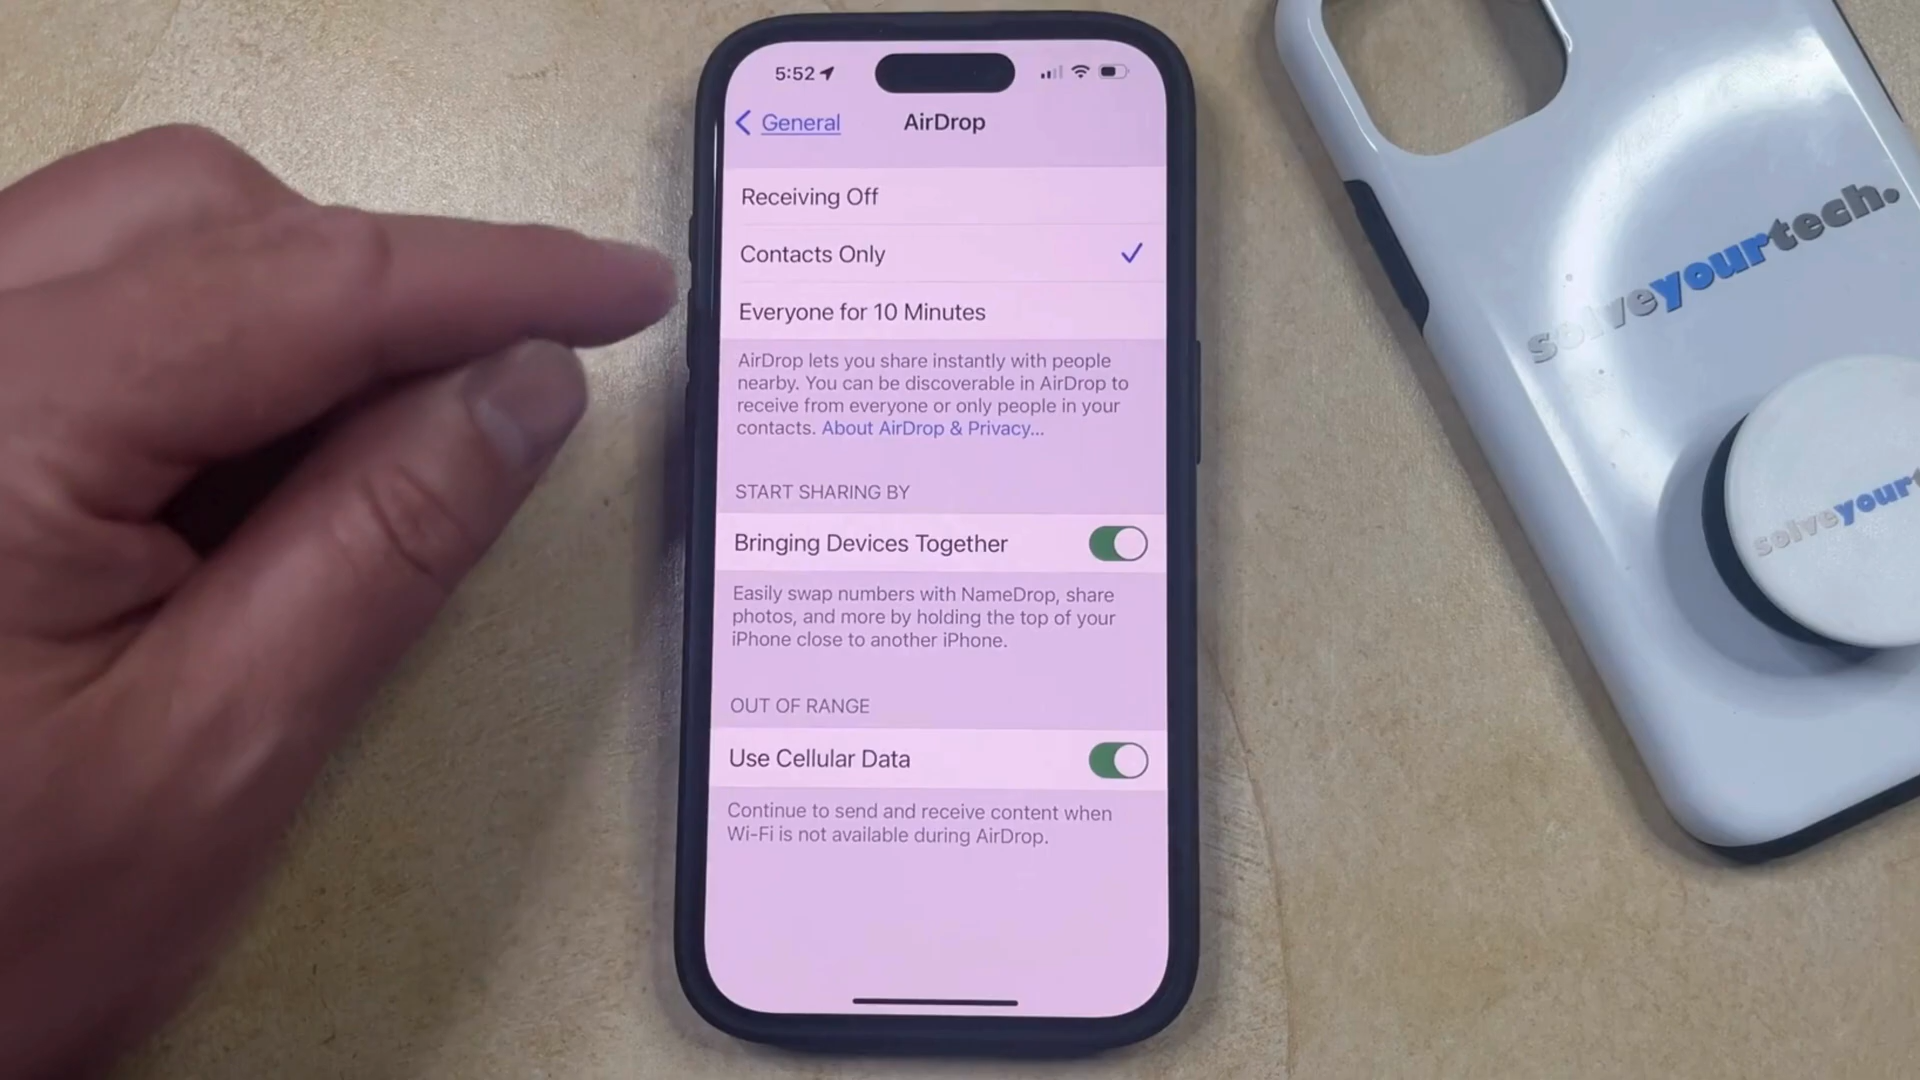 5:52
General
AirDrop
Receiving Off
Contacts Only
Everyone for 10 Minutes
AirDrop lets you share instantly with people
nearby. You can be discoverable in AirDrop to
receive from everyone or only people in your
contacts. About AirDrop & Privacy...
START SHARING BY
Bringing Devices Together
Easily swap numbers with NameDrop, share
photos, and more by holding the top of your
iPhone close to another iPhone.
OUT OF RANGE
Use Cellular Data
Continue to send and receive content when
Wi-Fi is not available during AirDrop.
solveyourtech.
solveyourt